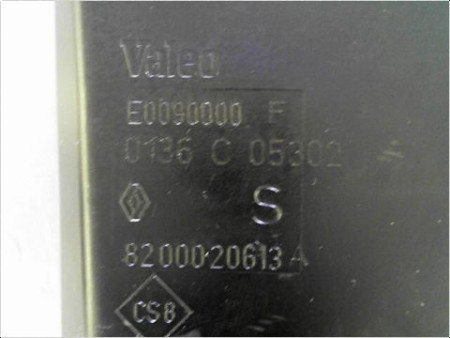 Valeo
E0090000 F
0136 C 05302
S
8200020613 A
CS8